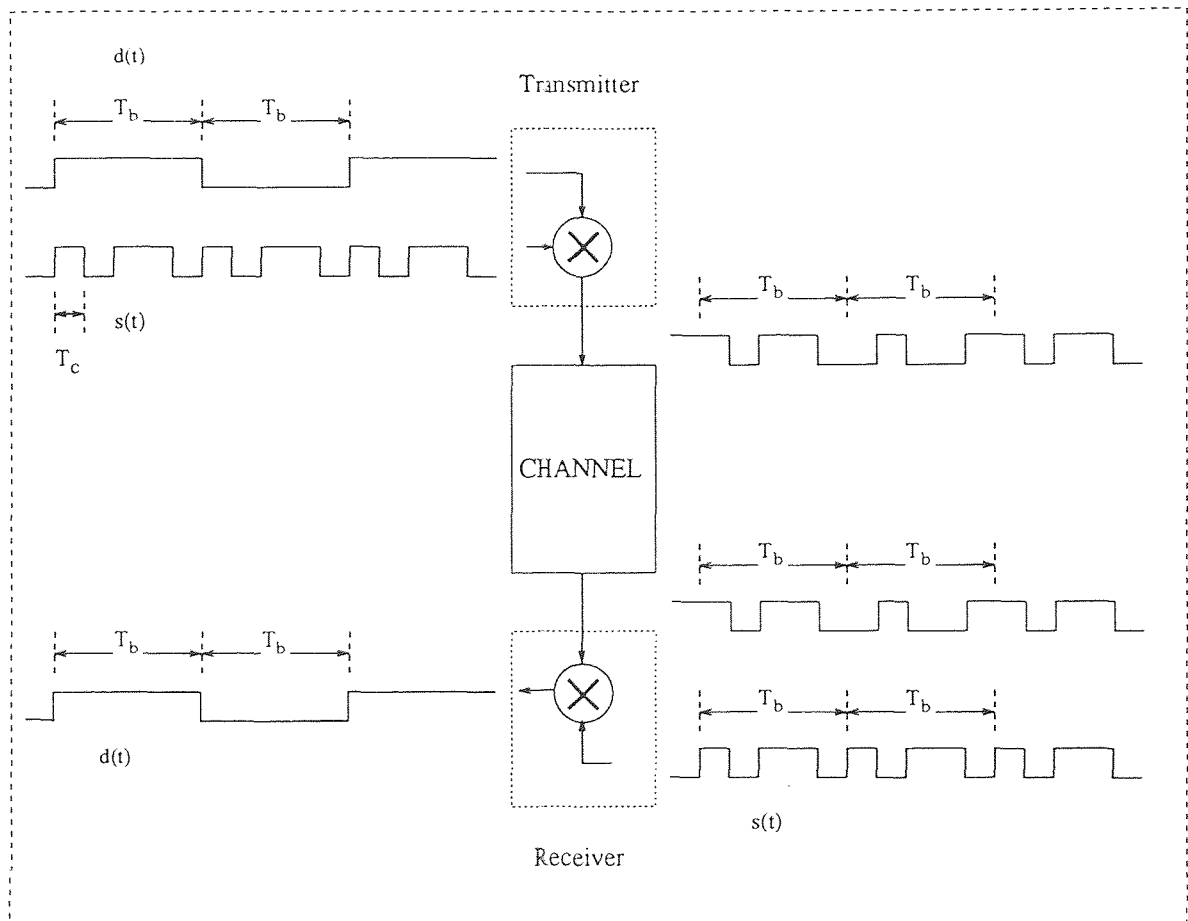 d(t)
Transmitter
T_b T_b
s(t)
T_c
T_b T_b
CHANNEL
T_b T_b
T_b T_b
T_b T_b
d(t)
s(t)
Receiver